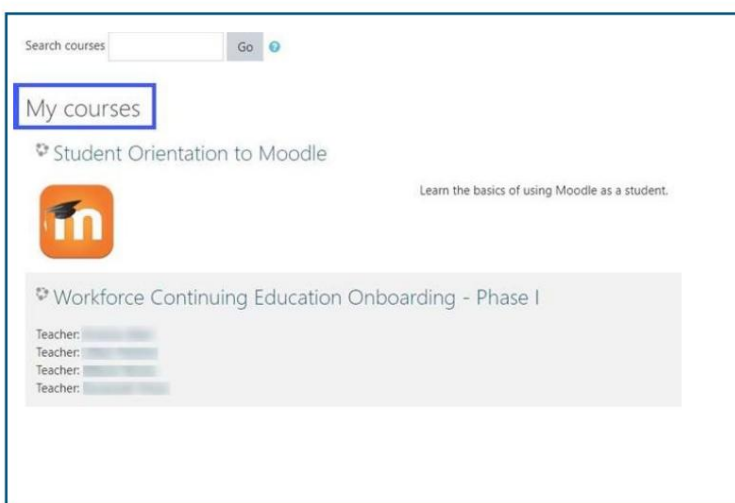 Search courses Go
My courses
Student Orientation to Moodle
Learn the basics of using Moodle as a student.
m
Workforce Continuing Education Onboarding - Phase I
Teacher:
Teacher:
Teacher:
Teacher: